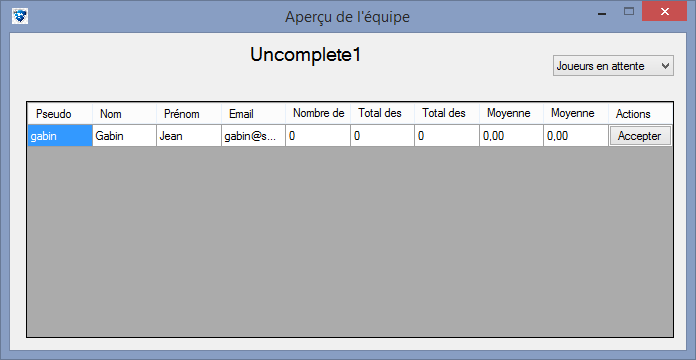 Aperçu de l'équipe
Uncomplete1
Joueurs en attente
Pseudo Nom Prénom Email Nombre de Total des Total des Moyenne Moyenne Actions
gabin Gabin Jean gabin@s... 0 0 0 0,00 0,00 Accepter